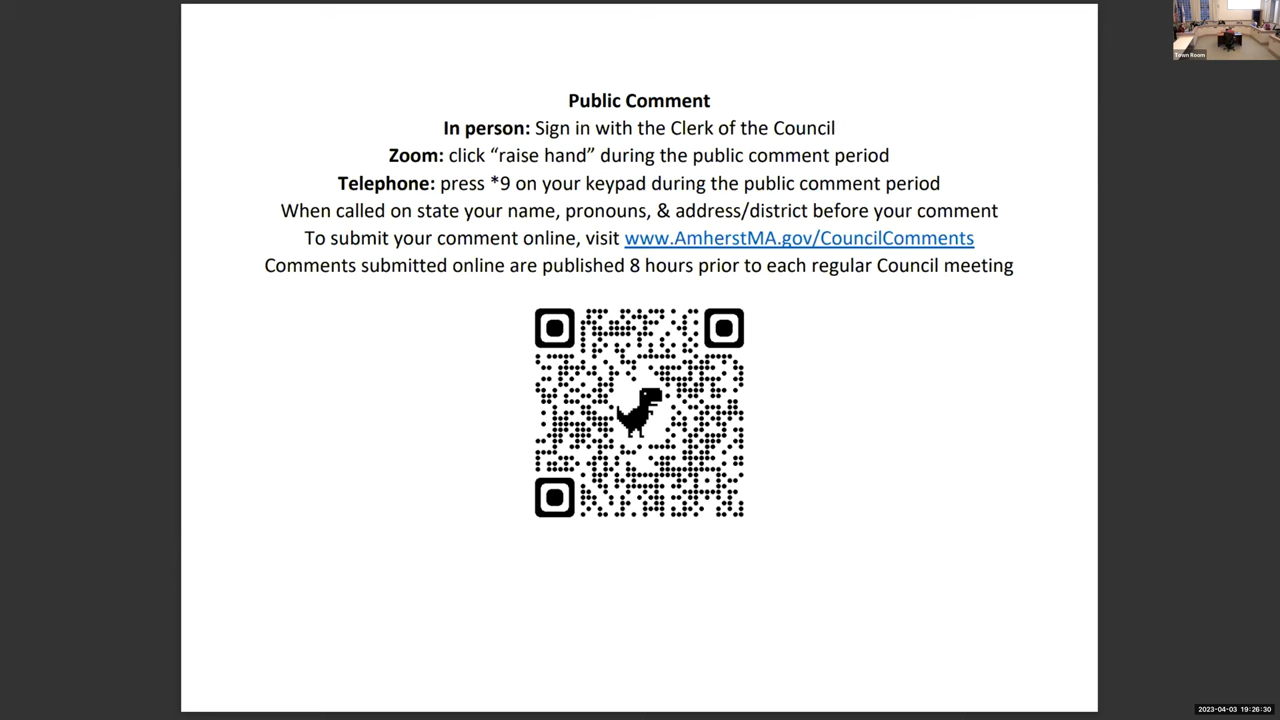 Town Room
Public Comment
In person: Sign in with the Clerk of the Council
Zoom: click “raise hand” during the public comment period
Telephone: press *9 on your keypad during the public comment period
When called on state your name, pronouns, & address/district before your comment
To submit your comment online, visit www.AmherstMA.gov/CouncilComments
Comments submitted online are published 8 hours prior to each regular Council meeting
2023-04-03 19:26:30